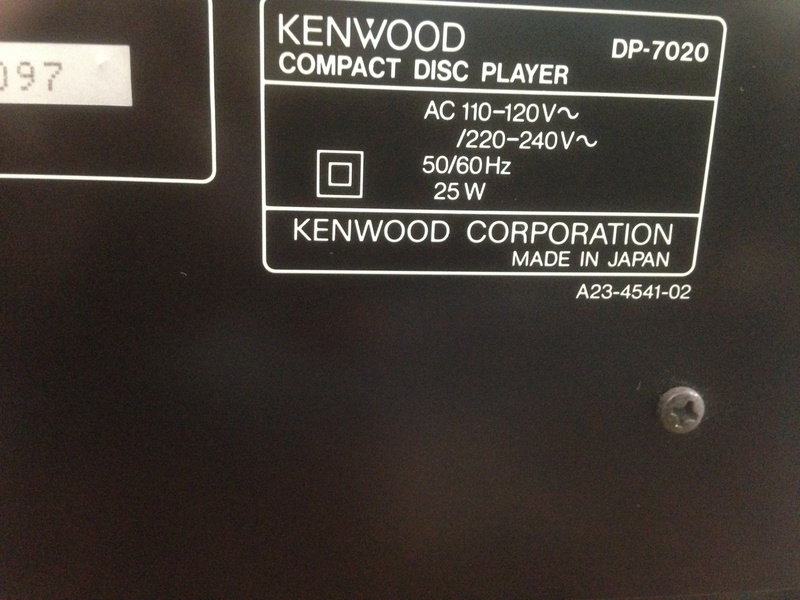 097
KENWOOD
DP-7020
COMPACT DISC PLAYER
AC 110–120V~
/220–240V~
50/60Hz
25 W
KENWOOD CORPORATION
MADE IN JAPAN
A23-4541-02